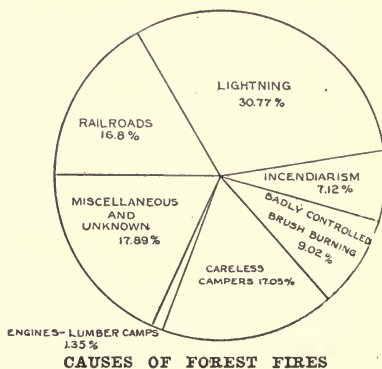 LIGHTNING
30.77%
RAILROADS
16.8%
INCENDIARISM
7.12%
BADLY CONTROLLED
BRUSH BURNING
9.02%
MISCELLANEOUS
AND
UNKNOWN
17.89%
CARELESS
CAMPERS 17.05%
ENGINES-LUMBER CAMPS
1.35%
CAUSES OF FOREST FIRES